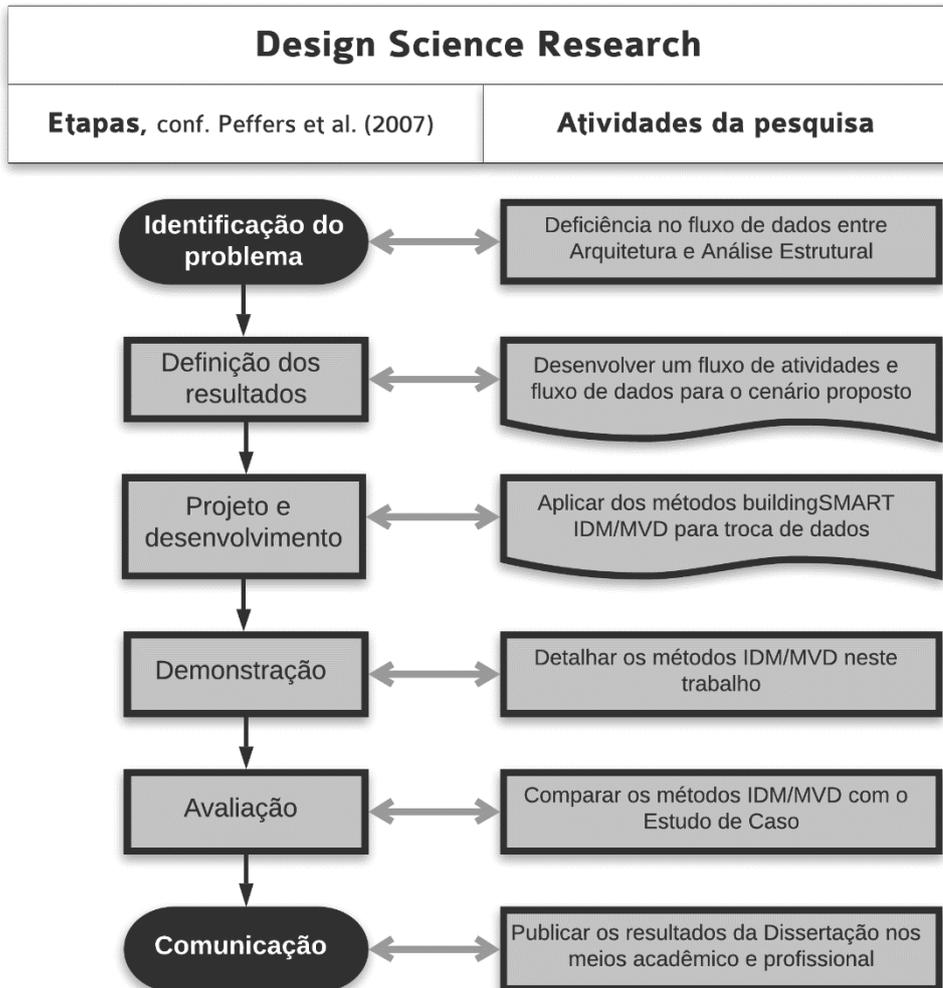 Design Science Research
Etapas, conf. Peffers et al. (2007)
Atividades da pesquisa
Identificação do
problema
Deficiência no fluxo de dados entre
Arquitetura e Análise Estrutural
Definição dos
resultados
Desenvolver um fluxo de atividades e
fluxo de dados para o cenário proposto
Projeto e
desenvolvimento
Aplicar dos métodos buildingSMART
IDM/MVD para troca de dados
Demonstração
Detalhar os métodos IDM/MVD neste
trabalho
Avaliação
Comparar os métodos IDM/MVD com o
Estudo de Caso
Comunicação
Publicar os resultados da Dissertação nos
meios acadêmico e profissional